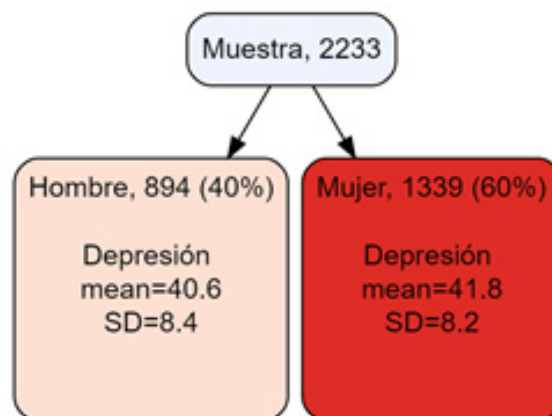 Muestra, 2233
Hombre, 894 (40%)
Depresión
mean=40.6
SD=8.4
Mujer, 1339 (60%)
Depresión
mean=41.8
SD=8.2